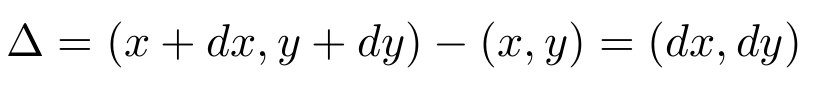 Δ = (x + dx, y + dy) − (x, y) = (dx, dy)